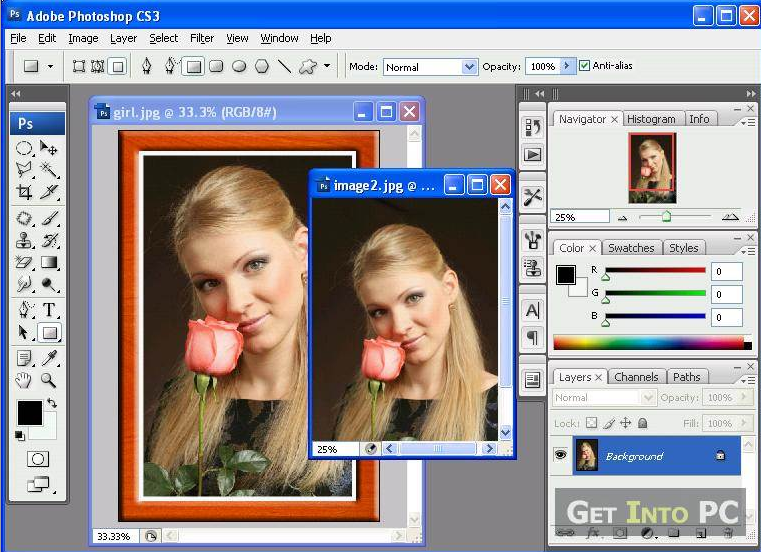 Adobe Photoshop CS3
File Edit Image Layer Select Filter View Window Help
Mode: Normal Opacity: 100% Anti-alias
Ps
girl.jpg @ 33.3% (RGB/8#)
image2.jpg @ ...
25%
33.33%
T
A
Navigator × Histogram Info
25%
Color × Swatches Styles
R 0
G 0
B 0
Layers × Channels Paths
Normal Opacity: 100%
Lock: Fill: 100%
Background
fx
GET INTO PC